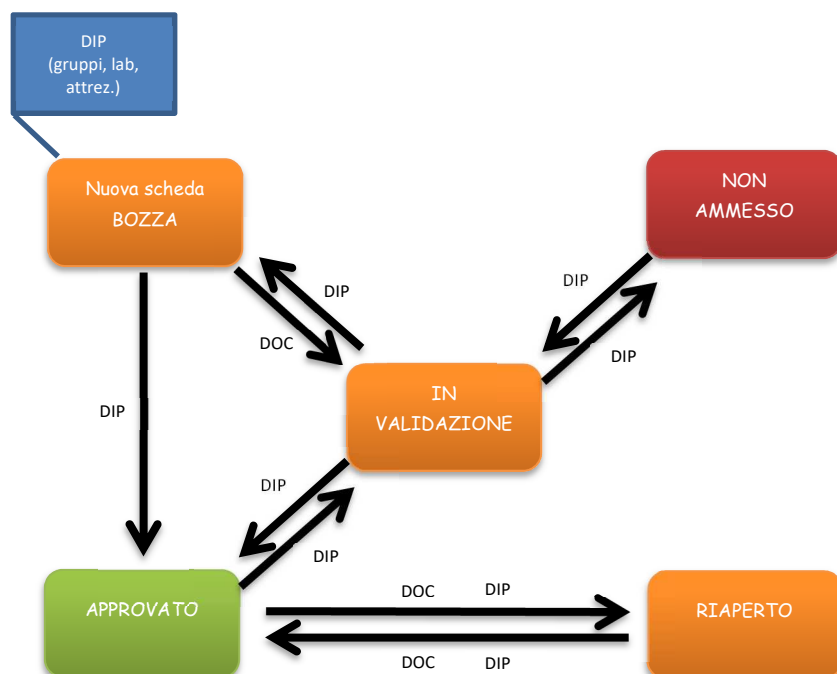 DIP
(gruppi, lab,
attrez.)
Nuova scheda
BOZZA
NON
AMMESSO
DIP
DIP
DOC
DIP
IN
VALIDAZIONE
DIP
DIP
DIP
APPROVATO
DOC DIP
RIAPERTO
DOC DIP